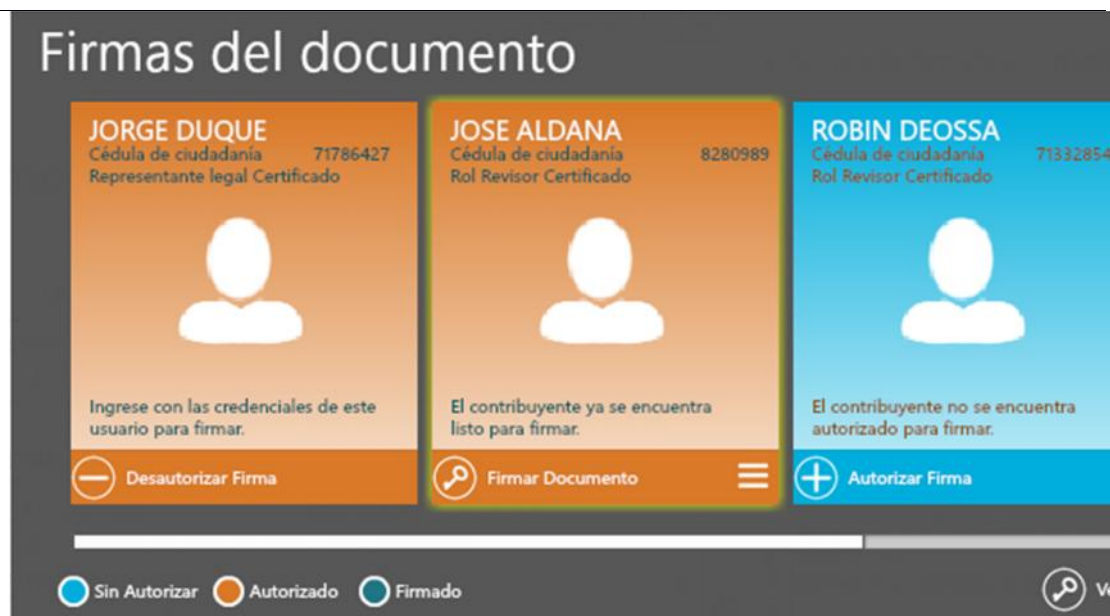 Firmas del documento
JORGE DUQUE
Cédula de ciudadanía 71786427
Representante legal Certificado
Ingrese con las credenciales de este
usuario para firmar.
Desautorizar Firma
JOSE ALDANA
Cédula de ciudadanía 8280989
Rol Revisor Certificado
El contribuyente ya se encuentra
listo para firmar.
Firmar Documento
ROBIN DEOSSA
Cédula de ciudadanía 71332854
Rol Revisor Certificado
El contribuyente no se encuentra
autorizado para firmar.
Autorizar Firma
Sin Autorizar Autorizado Firmado